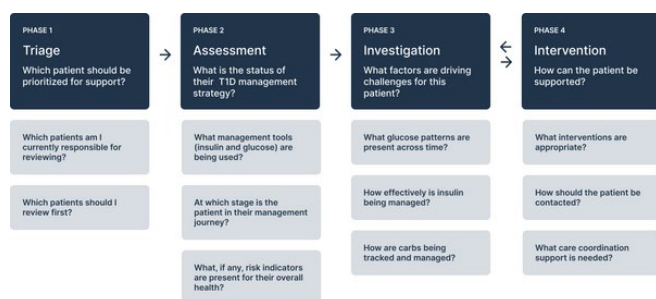 PHASE 1
Triage
Which patient should be
prioritized for support?
Which patients am I
currently responsible for
reviewing?
Which patients should I
review first?
PHASE 2
Assessment
What is the status of
their T1D management
strategy?
What management tools
(insulin and glucose) are
being used?
At which stage is the
patient in their management
journey?
What, if any, risk indicators
are present for their overall
health?
PHASE 3
Investigation
What factors are driving
challenges for this
patient?
What glucose patterns are
present across time?
How effectively is insulin
being managed?
How are carbs being
tracked and managed?
PHASE 4
Intervention
How can the patient be
supported?
What interventions are
appropriate?
How should the patient be
contacted?
What care coordination
support is needed?